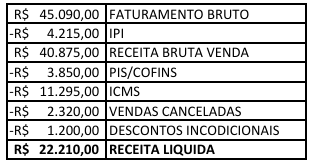 R$ 45.090,00 FATURAMENTO BRUTO
-R$ 4.215,00 IPI
R$ 40.875,00 RECEITA BRUTA VENDA
-R$ 3.850,00 PIS/COFINS
-R$ 11.295,00 ICMS
-R$ 2.320,00 VENDAS CANCELADAS
-R$ 1.200,00 DESCONTOS INCODICIONAIS
R$ 22.210,00 RECEITA LIQUIDA